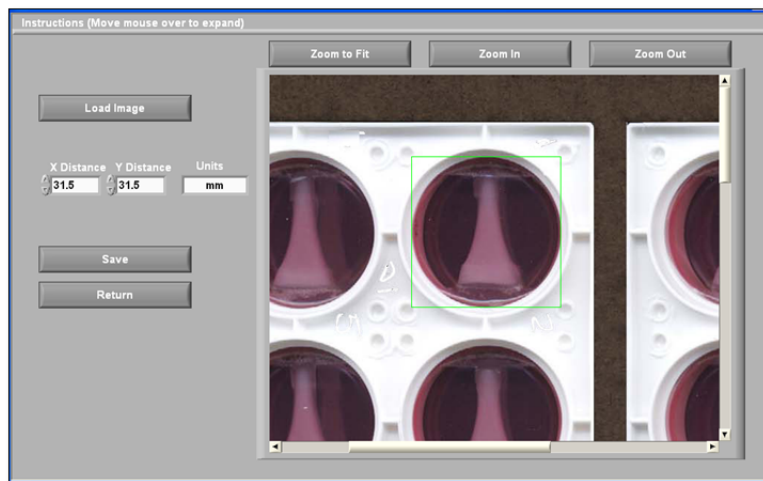 Instructions (Move mouse over to expand)
Zoom to Fit
Zoom In
Zoom Out
Load Image
X Distance
Y Distance
Units
31.5
31.5
mm
Save
Return